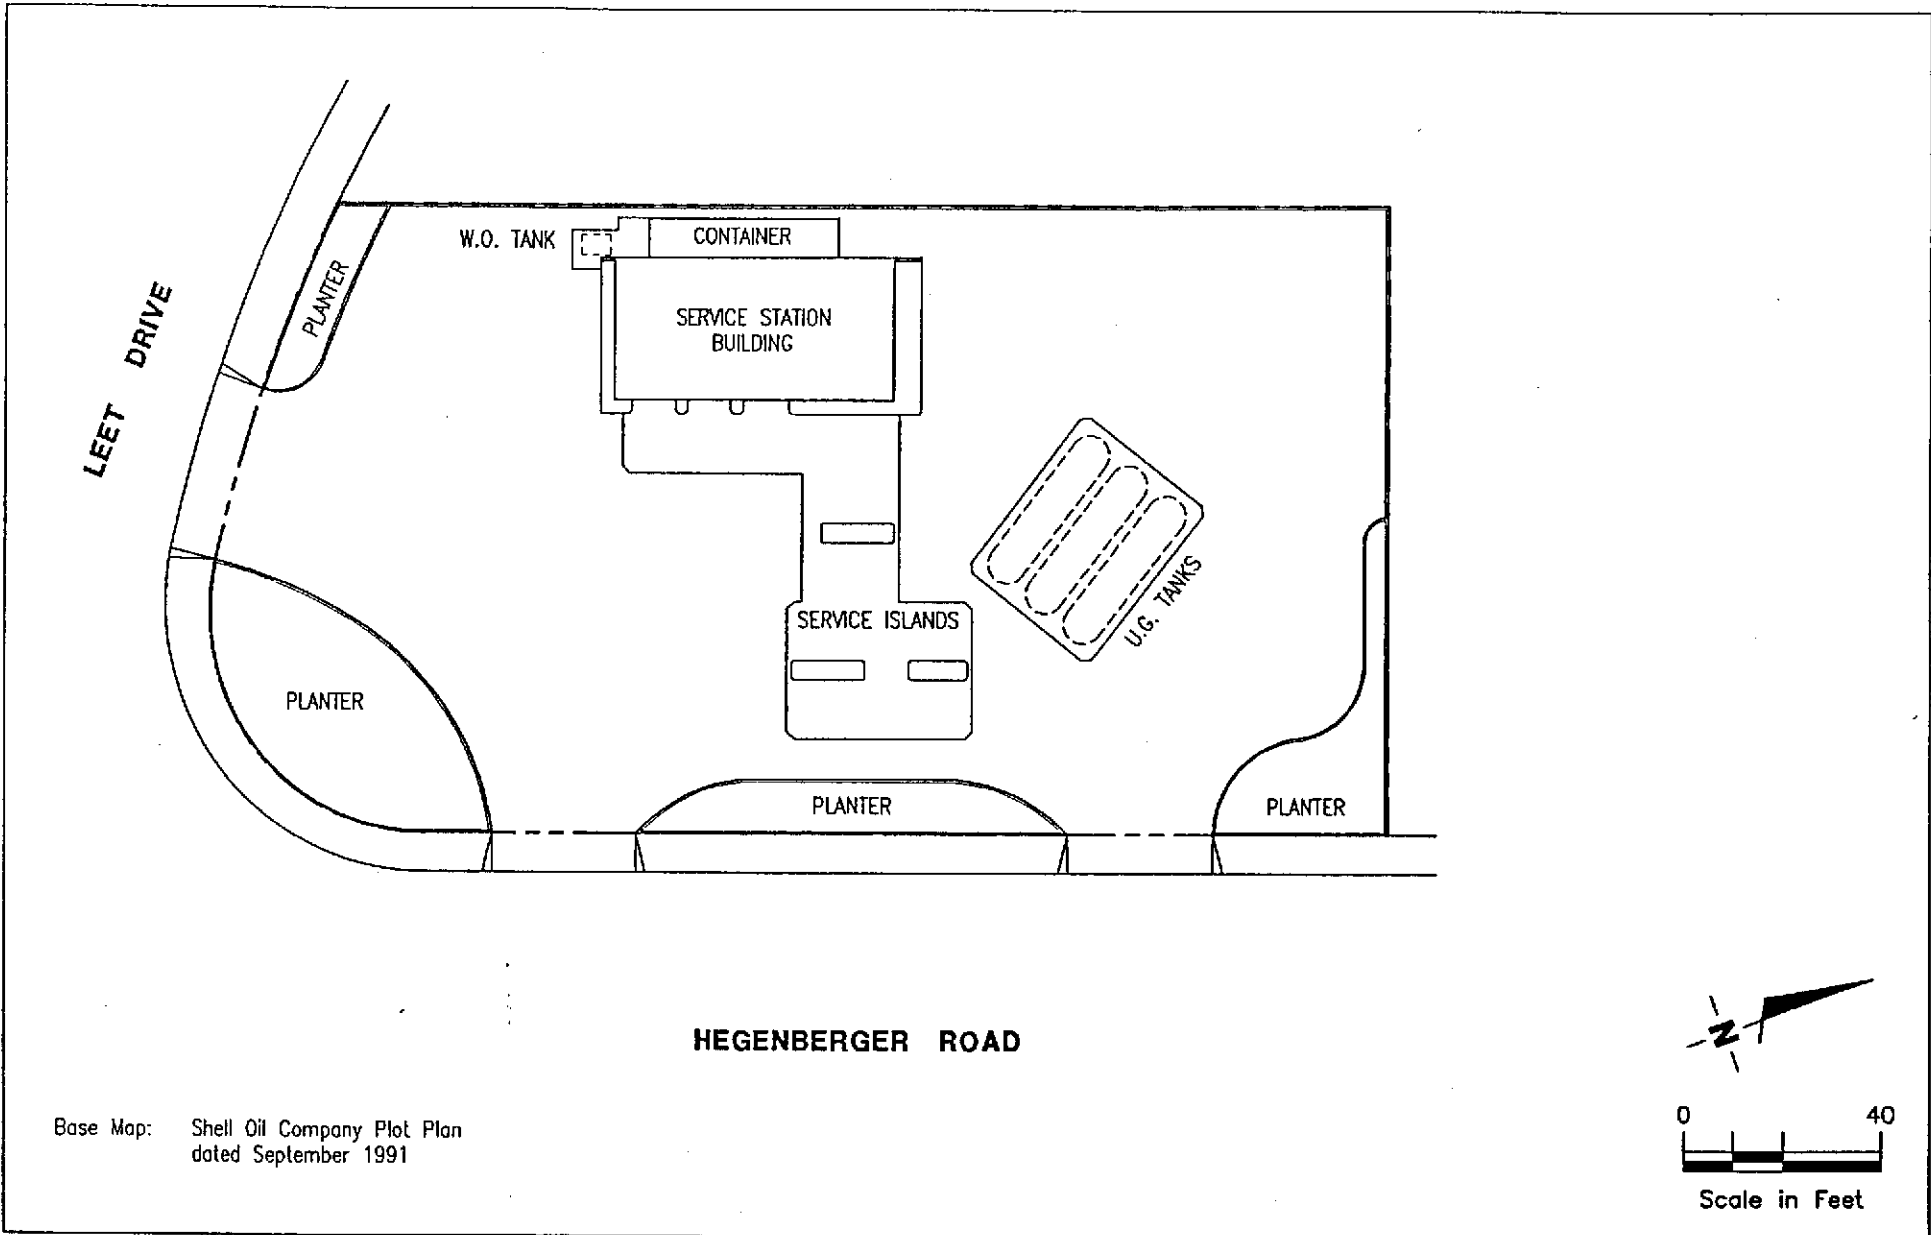 W.O. TANK
CONTAINER
PLANTER
SERVICE STATION
BUILDING
LEET DRIVE
U.G. TANKS
SERVICE ISLANDS
PLANTER
PLANTER
PLANTER
HEGENBERGER ROAD
N
Base Map: Shell Oil Company Plot Plan
dated September 1991
0 40
Scale in Feet